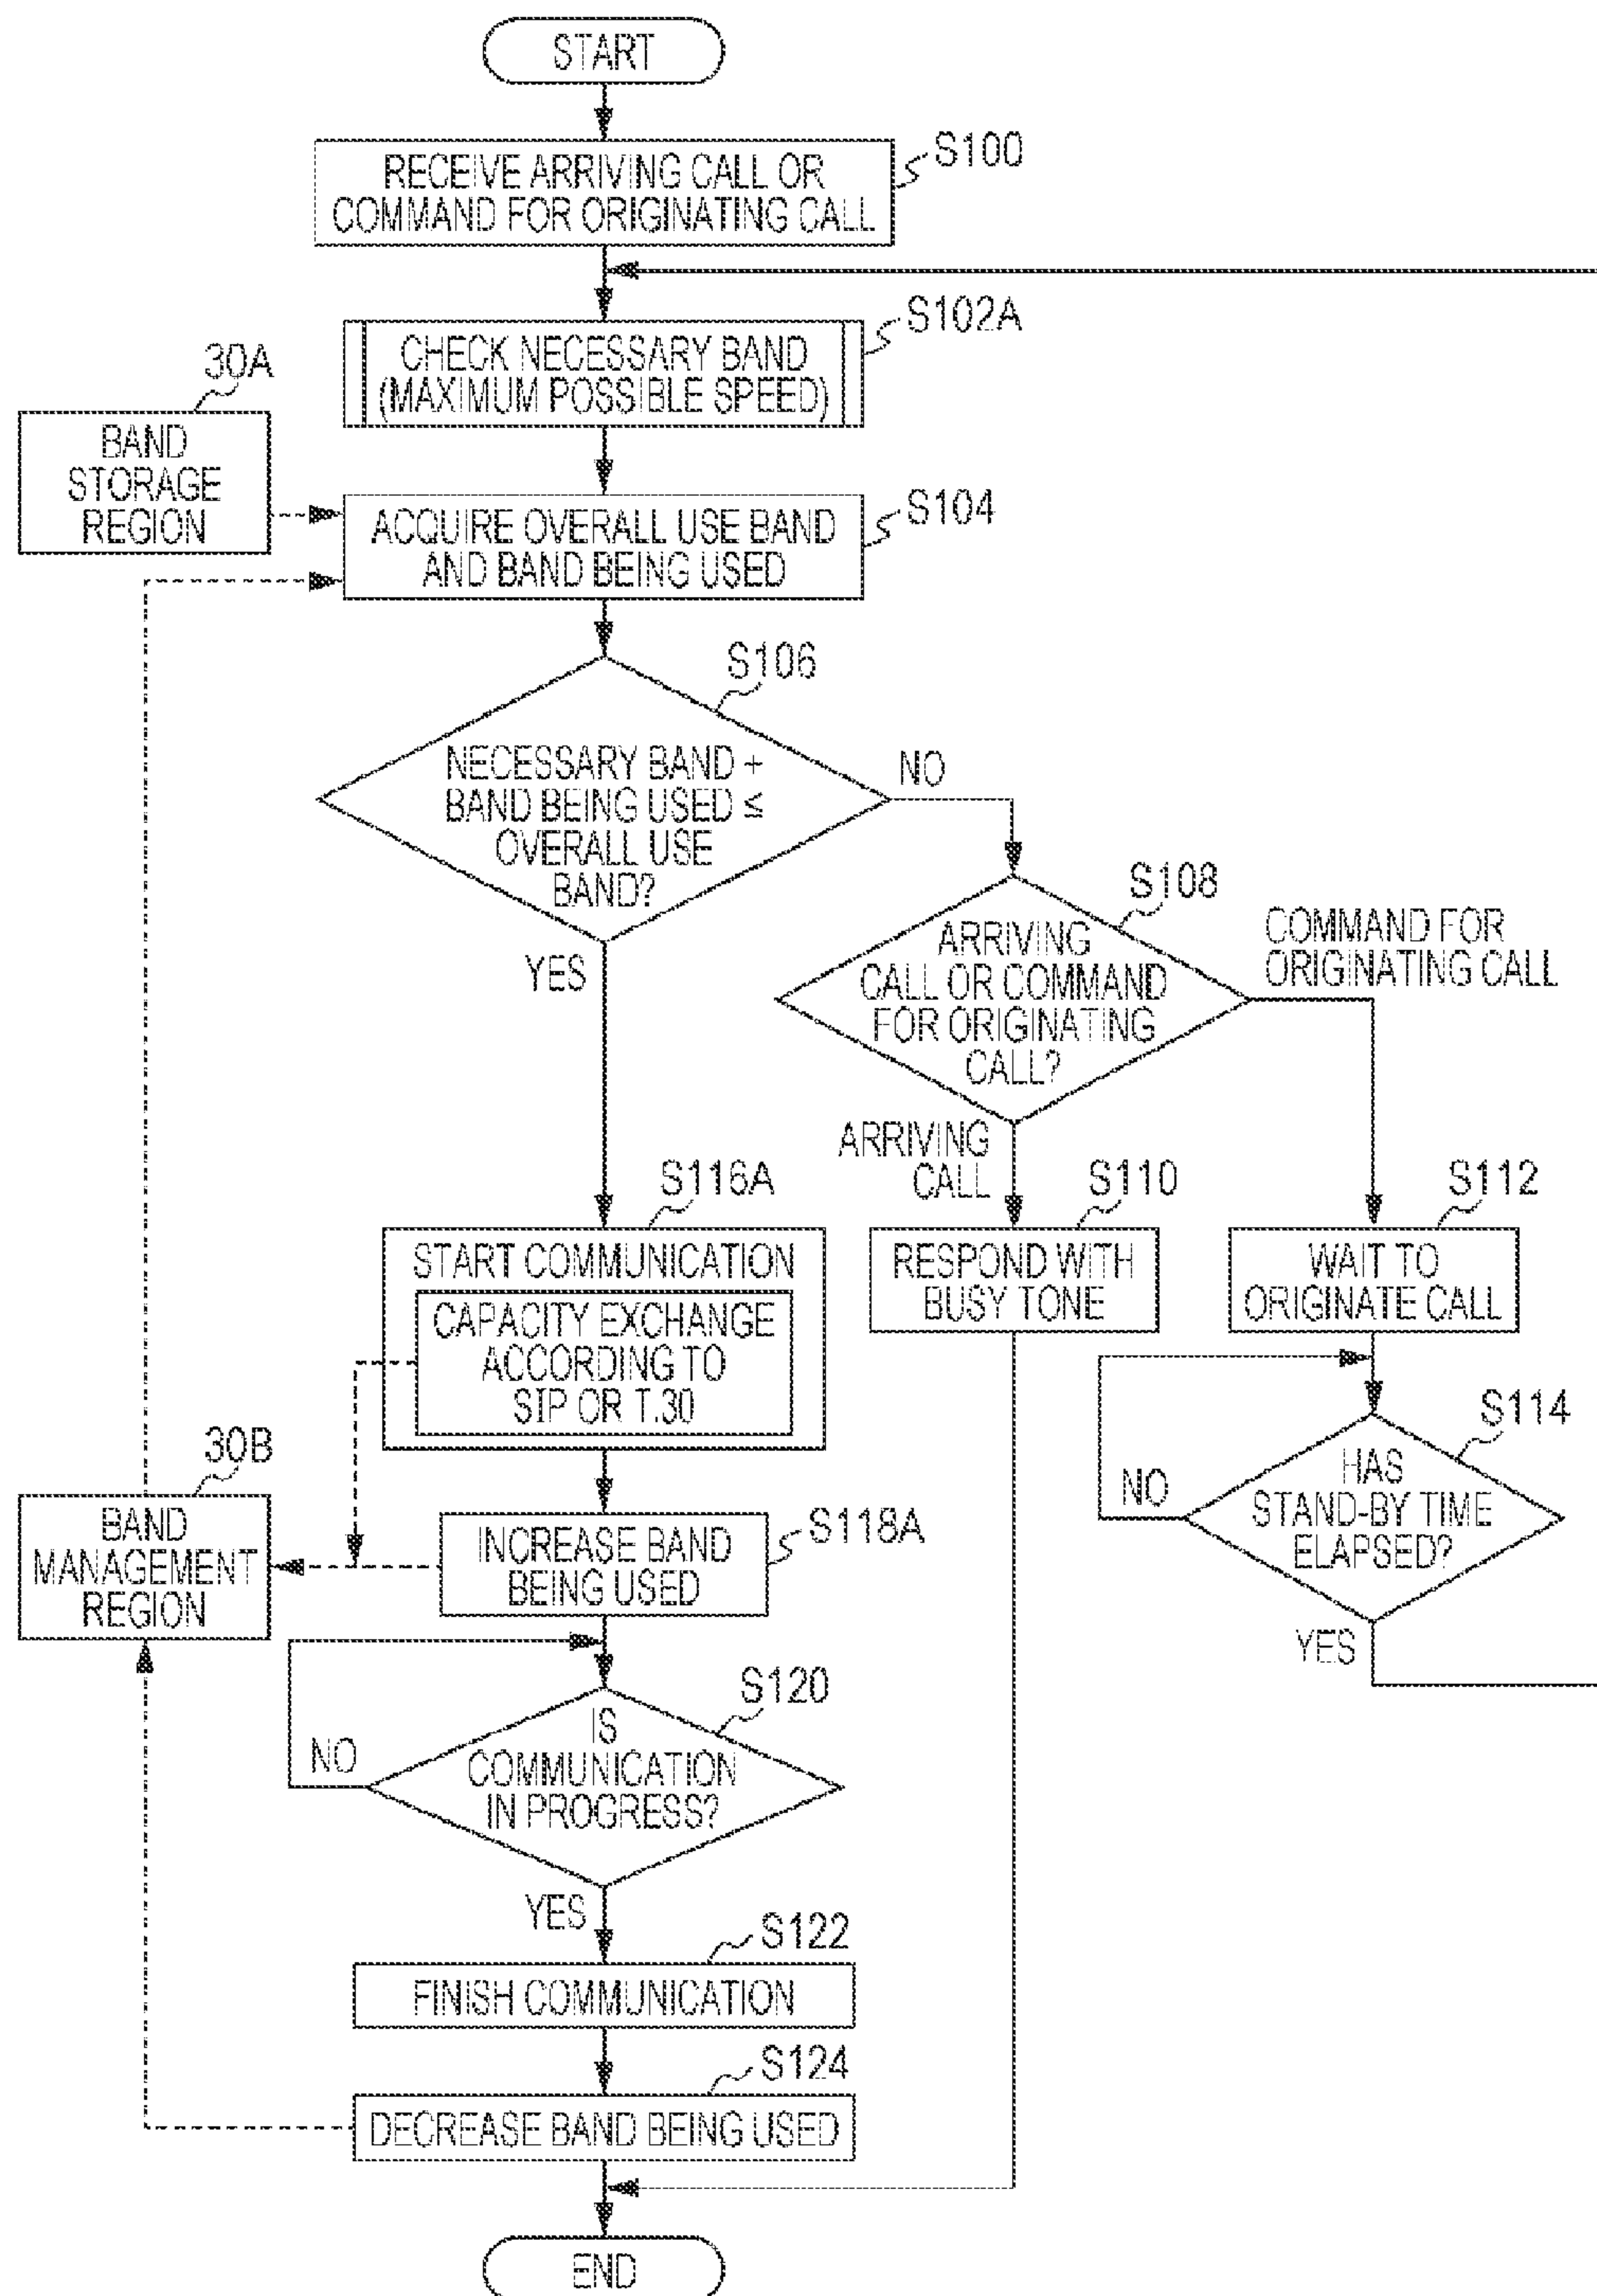 START
S100
RECEIVE ARRIVING CALL OR
COMMAND FOR ORIGINATING CALL
S102A
CHECK NECESSARY BAND
(MAXIMUM POSSIBLE SPEED)
30A
BAND
STORAGE
REGION
S104
ACQUIRE OVERALL USE BAND
AND BAND BEING USED
S106
NECESSARY BAND +
BAND BEING USED ≤
OVERALL USE
BAND?
NO
YES
S108
ARRIVING
CALL OR COMMAND
FOR ORIGINATING
CALL?
COMMAND FOR
ORIGINATING CALL
ARRIVING
CALL
S116A
START COMMUNICATION
CAPACITY EXCHANGE
ACCORDING TO
SIP OR T.30
S110
RESPOND WITH
BUSY TONE
S112
WAIT TO
ORIGINATE CALL
S114
HAS
STAND-BY TIME
ELAPSED?
NO
YES
30B
BAND
MANAGEMENT
REGION
S118A
INCREASE BAND
BEING USED
S120
IS
COMMUNICATION
IN PROGRESS?
NO
YES
S122
FINISH COMMUNICATION
S124
DECREASE BAND BEING USED
END